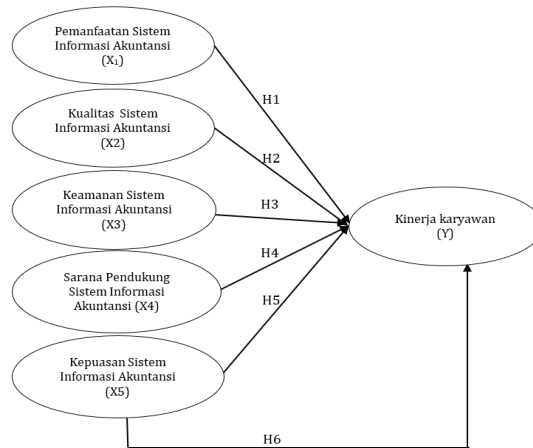 Pemanfaatan Sistem
Informasi Akuntansi
(X₁)
H1
Kualitas Sistem
Informasi Akuntansi
(X2)
H2
Keamanan Sistem
Informasi Akuntansi
(X3)
H3
Kinerja karyawan
(Y)
Sarana Pendukung
Sistem Informasi
Akuntansi (X4)
H4
H5
Kepuasan Sistem
Informasi Akuntansi
(X5)
H6